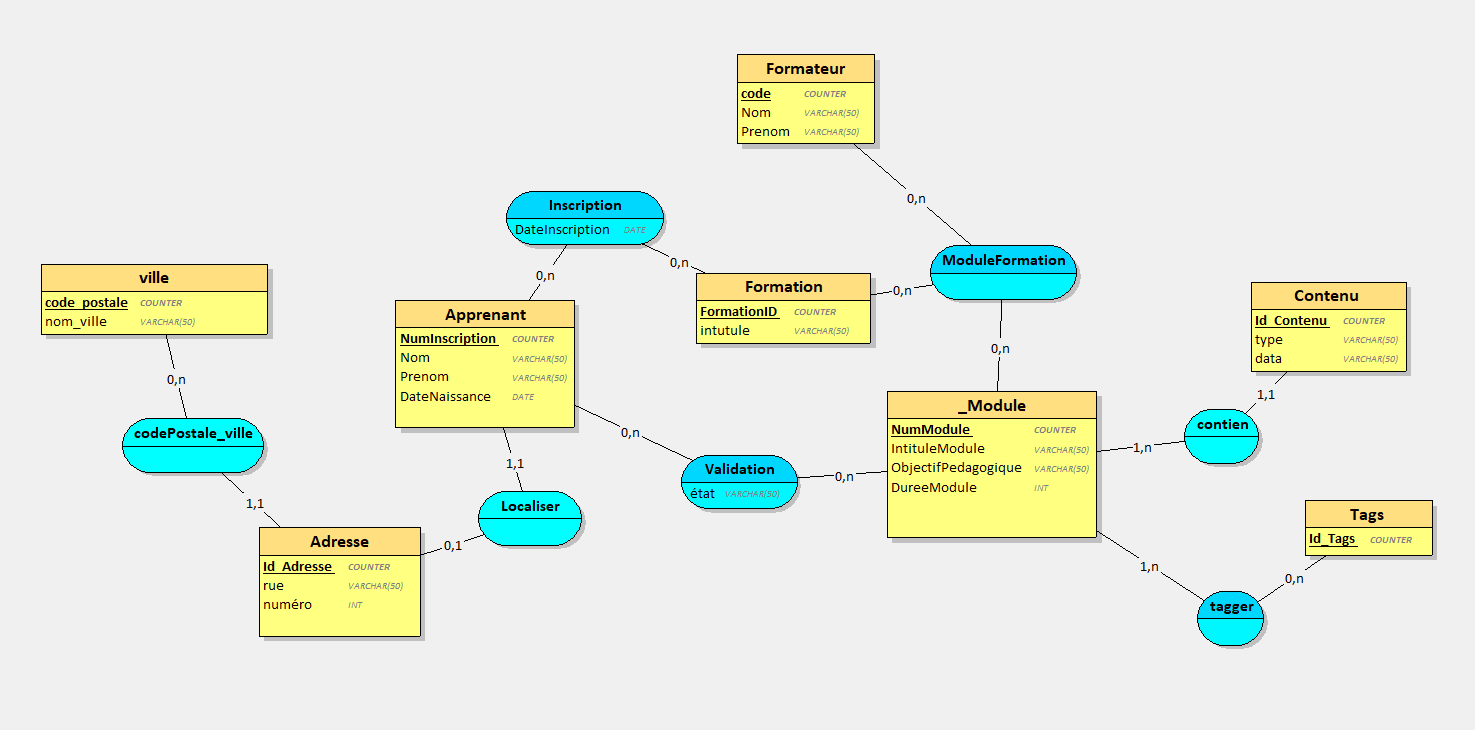 Formateur
code COUNTER
Nom VARCHAR(50)
Prenom VARCHAR(50)
0,n
Inscription
DateInscription DATE
0,n
0,n
ModuleFormation
ville
code_postale COUNTER
nom_ville VARCHAR(50)
Formation
FormationID COUNTER
intutule VARCHAR(50)
0,n
Contenu
Id_Contenu COUNTER
type VARCHAR(50)
data VARCHAR(50)
Apprenant
NumInscription COUNTER
Nom VARCHAR(50)
Prenom VARCHAR(50)
DateNaissance DATE
0,n
0,n
1,1
_Module
NumModule COUNTER
IntituleModule VARCHAR(50)
ObjectifPedagogique VARCHAR(50)
DureeModule INT
contien
1,n
codePostale_ville
0,n
1,1
Validation
état VARCHAR(50)
0,n
1,1
Localiser
0,1
Adresse
Id_Adresse COUNTER
rue VARCHAR(50)
numéro INT
Tags
Id_Tags COUNTER
1,n
0,n
tagger